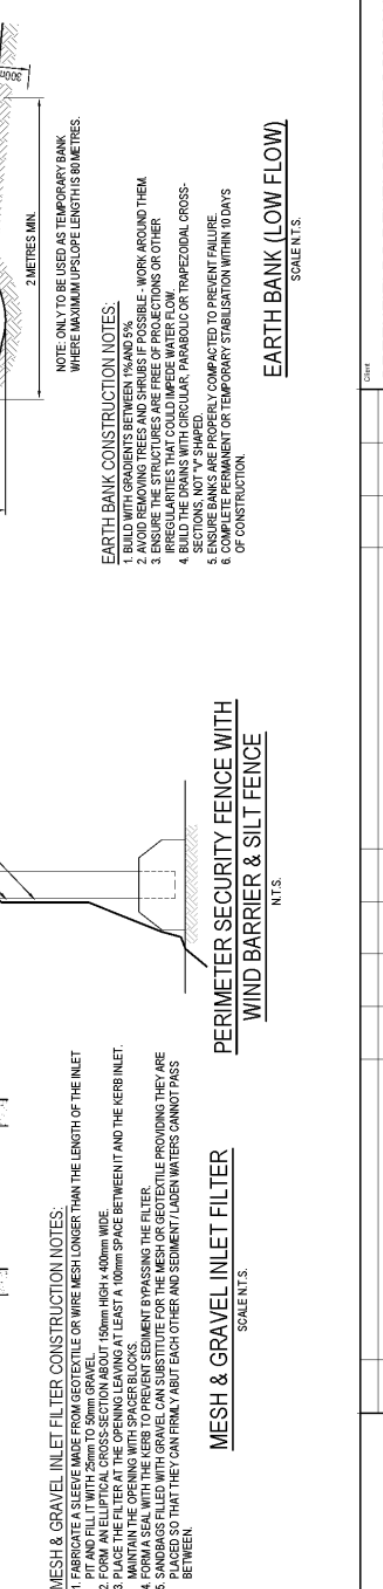 MESH & GRAVEL INLET FILTER CONSTRUCTION NOTES:
1. FABRICATE A SLEEVE MADE FROM GEOTEXTILE OR WIRE MESH LONGER THAN THE LENGTH OF THE INLET
PIT AND FILL IT WITH 25mm TO 50mm GRAVEL.
2. FORM AN ELLIPTICAL CROSS-SECTION ABOUT 150mm HIGH x 400mm WIDE.
3. PLACE THE FILTER AT THE OPENING LEAVING AT LEAST A 100mm SPACE BETWEEN IT AND THE KERB INLET.
MAINTAIN THE OPENING WITH SPACER BLOCKS.
4. FORM A SEAL WITH THE KERB TO PREVENT SEDIMENT BYPASSING THE FILTER.
5. SANDBAGS FILLED WITH GRAVEL CAN SUBSTITUTE FOR THE MESH OR GEOTEXTILE PROVIDING THEY ARE
PLACED SO THAT THEY CAN FIRMLY ABUT EACH OTHER AND SEDIMENT / LADEN WATERS CANNOT PASS
BETWEEN.
MESH & GRAVEL INLET FILTER
SCALE N.T.S.
PERIMETER SECURITY FENCE WITH
WIND BARRIER & SILT FENCE
N.T.S.
2 METRES MIN.
NOTE: ONLY TO BE USED AS TEMPORARY BANK
WHERE MAXIMUM UPSLOPE LENGTH IS 80 METRES.
EARTH BANK CONSTRUCTION NOTES:
1. BUILD WITH GRADIENTS BETWEEN 1% AND 5%
2. AVOID REMOVING TREES AND SHRUBS IF POSSIBLE - WORK AROUND THEM.
3. ENSURE THE STRUCTURES ARE FREE OF PROJECTIONS OR OTHER
IRREGULARITIES THAT COULD IMPEDE WATER FLOW.
4. BUILD THE DRAINS WITH CIRCULAR, PARABOLIC OR TRAPEZOIDAL CROSS-
SECTIONS, NOT "V" SHAPED.
5. ENSURE BANKS ARE PROPERLY COMPACTED TO PREVENT FAILURE.
6. COMPLETE PERMANENT OR TEMPORARY STABILISATION WITHIN 10 DAYS
OF CONSTRUCTION.
EARTH BANK (LOW FLOW)
SCALE N.T.S.
Client